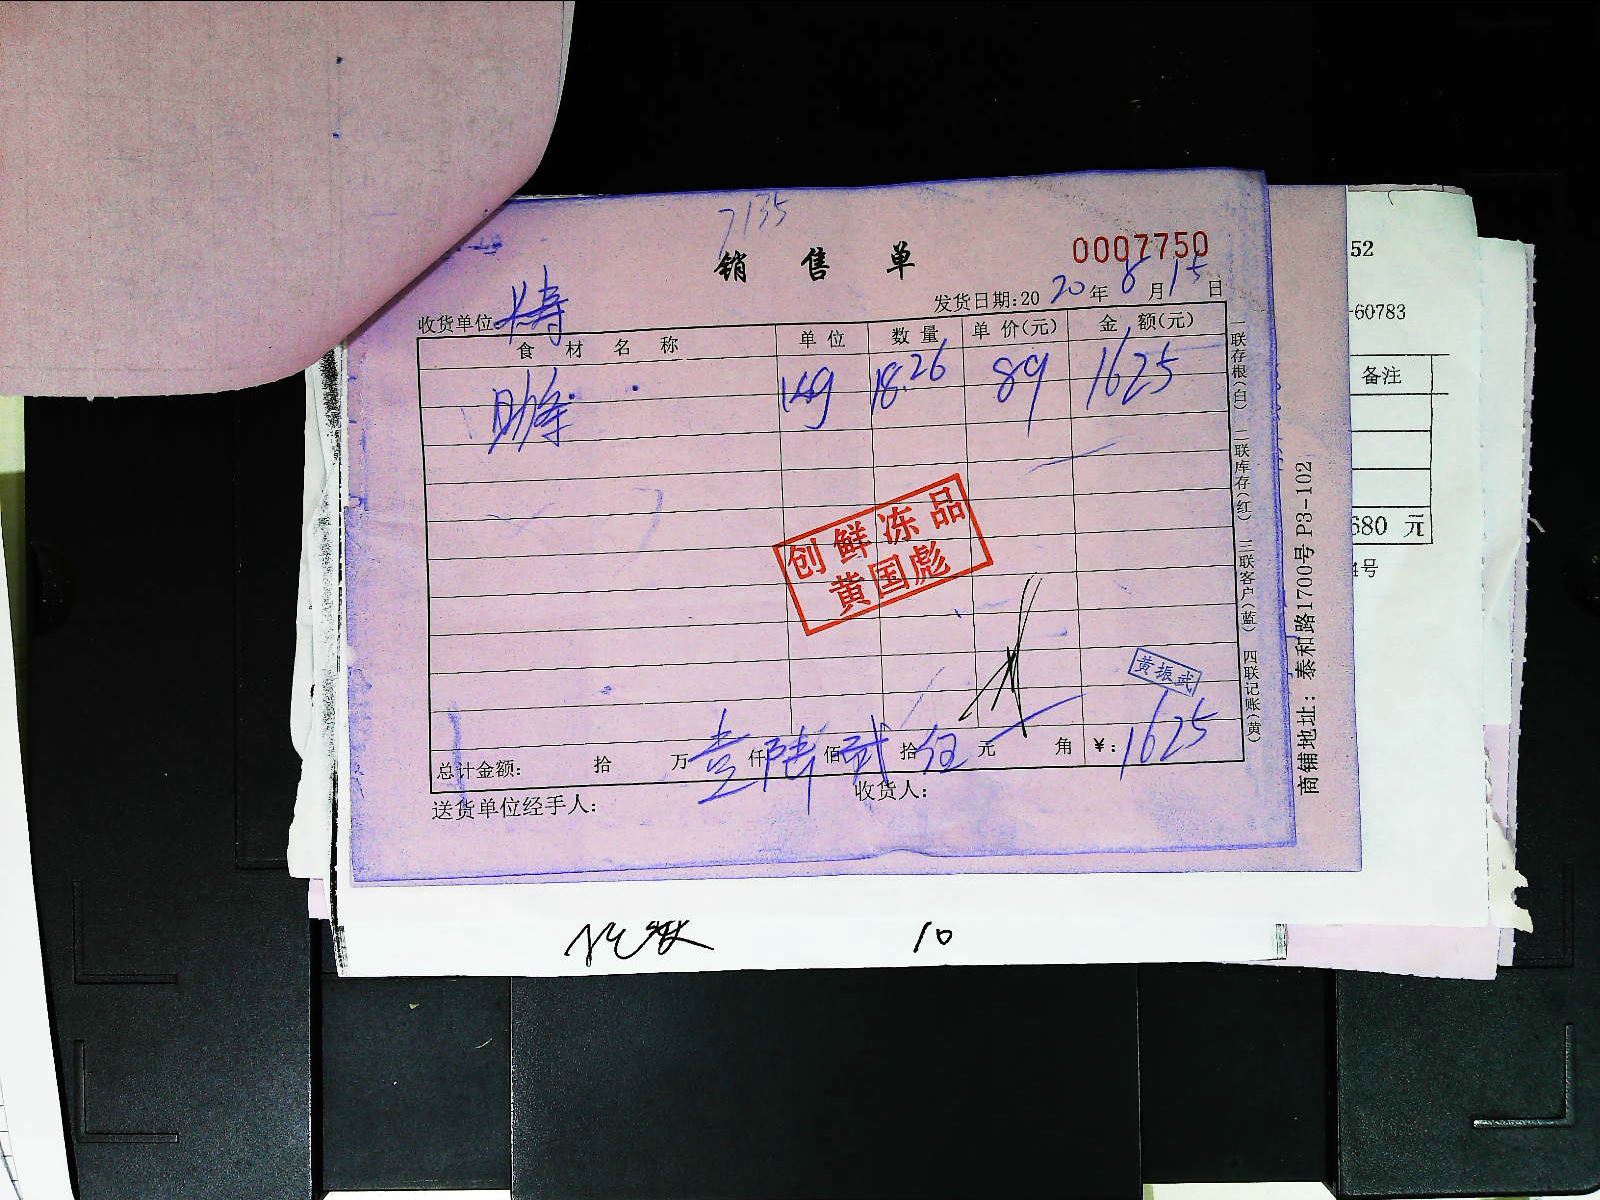 7135
销 售 单
0007750
发货日期:2020年8月15日
收货单位:
食 材 名 称 单 位 数 量 单 价(元) 金 额(元)
kg 18.26 89 1625
创鲜冻品
黄国彪
黄振武
总计金额: 拾 万 壹 仟 陆 佰 贰 拾 伍 元 角 ¥:1625
送货单位经手人: 收货人:
一联存根(白) 二联库存(红) 三联客户(蓝) 四联记账(黄)
商铺地址:泰和路1700号P3-102
52
-60783
备注
680 元
号
10